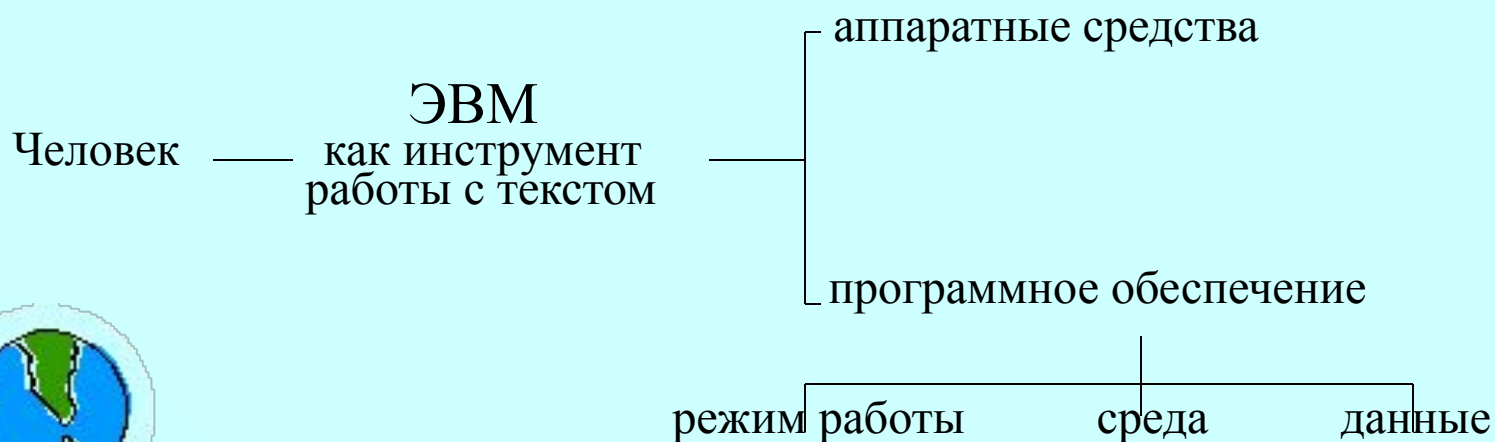 аппаратные средства
ЭВМ
Человек
как инструмент
работы с текстом
программное обеспечение
режим работы среда данные